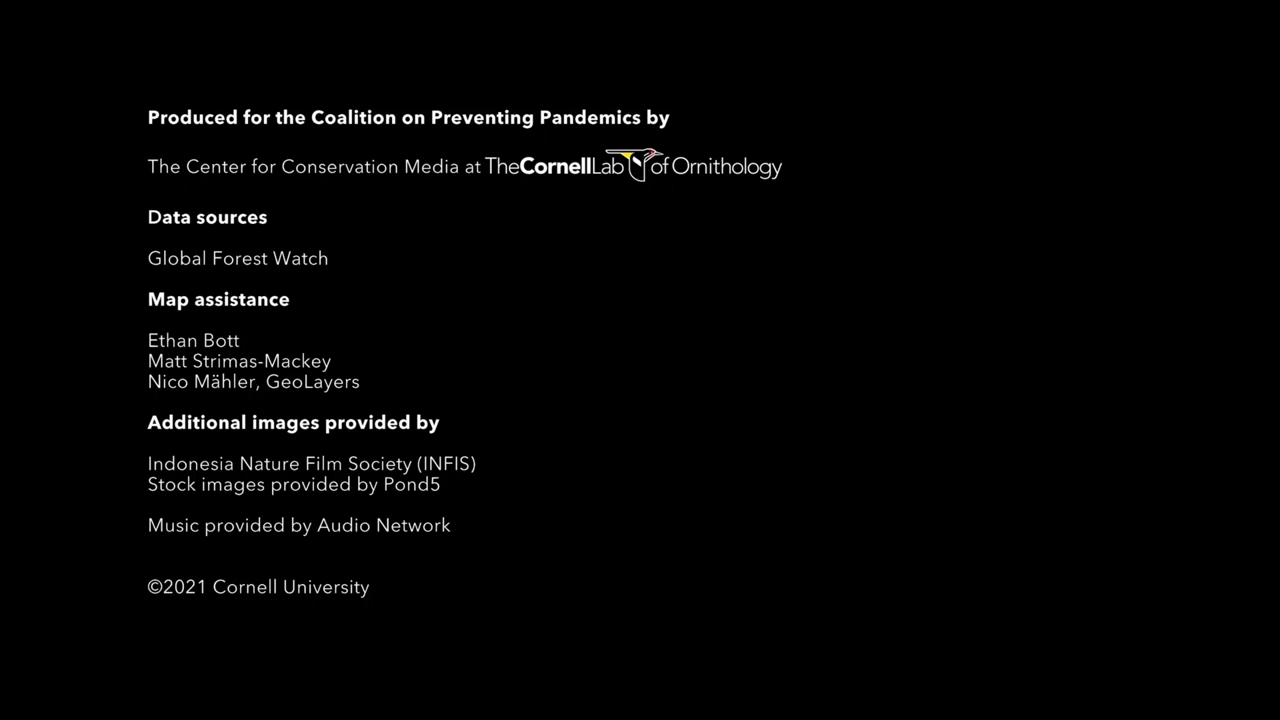 Produced for the Coalition on Preventing Pandemics by
The Center for Conservation Media at TheCornellLab of Ornithology
Data sources
Global Forest Watch
Map assistance
Ethan Bott
Matt Strimas-Mackey
Nico Mähler, GeoLayers
Additional images provided by
Indonesia Nature Film Society (INFIS)
Stock images provided by Pond5
Music provided by Audio Network
©2021 Cornell University